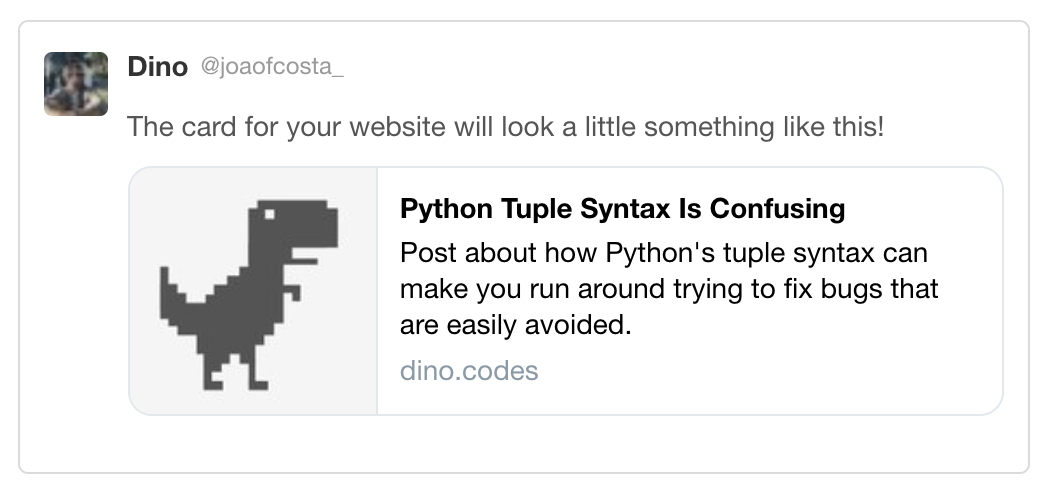 Dino @joaofcosta_
The card for your website will look a little something like this!
Python Tuple Syntax Is Confusing
Post about how Python's tuple syntax can
make you run around trying to fix bugs that
are easily avoided.
dino.codes